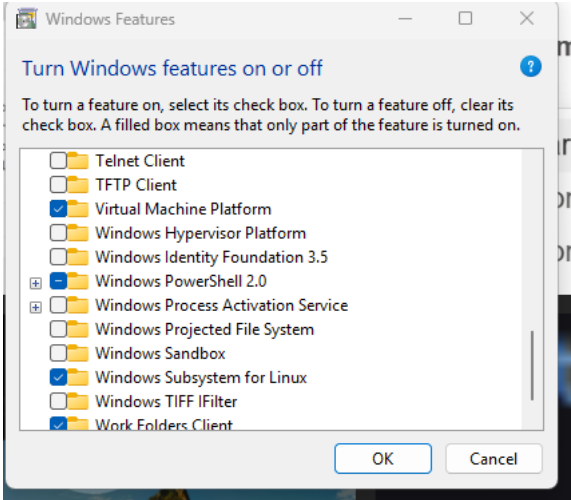 Windows Features
Turn Windows features on or off
To turn a feature on, select its check box. To turn a feature off, clear its
check box. A filled box means that only part of the feature is turned on.
Telnet Client
TFTP Client
Virtual Machine Platform
Windows Hypervisor Platform
Windows Identity Foundation 3.5
Windows PowerShell 2.0
Windows Process Activation Service
Windows Projected File System
Windows Sandbox
Windows Subsystem for Linux
Windows TIFF IFilter
Work Folders Client
OK
Cancel